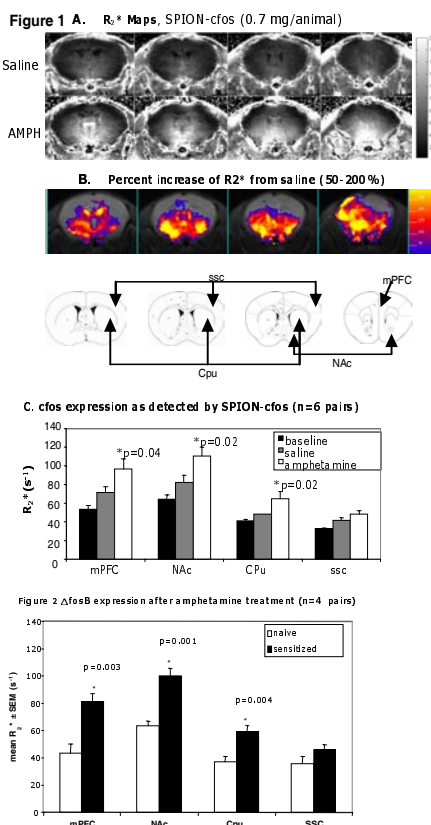 Figure 1 A. R₂* Maps, SPION-cfos (0.7 mg/animal)
Saline
AMPH
B. Percent increase of R2* from saline (50-200%)
ssc
mPFC
NAc
Cpu
C. cfos expression as detected by SPION-cfos (n=6 pairs)
R₂* (s⁻¹)
140
120
100
80
60
40
20
0
baseline
saline
amphetamine
*p=0.04
*p=0.02
*p=0.02
mPFC NAc CPu ssc
Figure 2 △fosB expression after amphetamine treatment (n=4 pairs)
mean R₂* ± SEM (s⁻¹)
140
120
100
80
60
40
20
0
naive
sensitized
p=0.003
*
p=0.001
*
p=0.004
*
mPFC NAc Cpu SSC